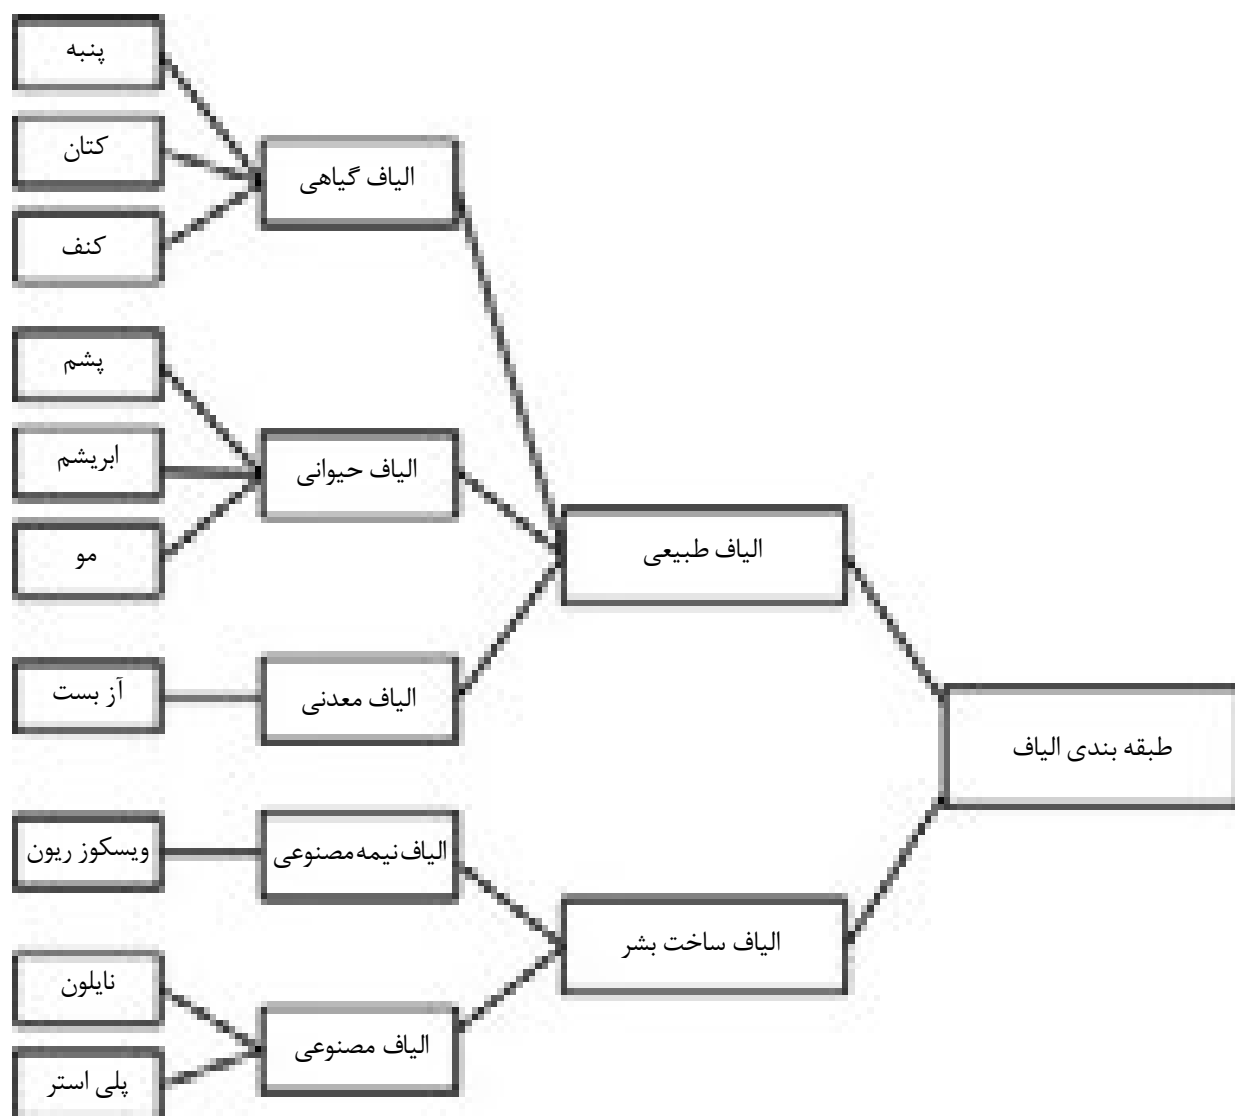 طبقه بندی الیاف
الیاف طبیعی
الیاف گیاهی
پنبه
کتان
کنف
الیاف حیوانی
پشم
ابریشم
مو
الیاف معدنی
آز بست
الیاف ساخت بشر
الیاف نیمه مصنوعی
ویسکوز ریون
الیاف مصنوعی
نایلون
پلی استر